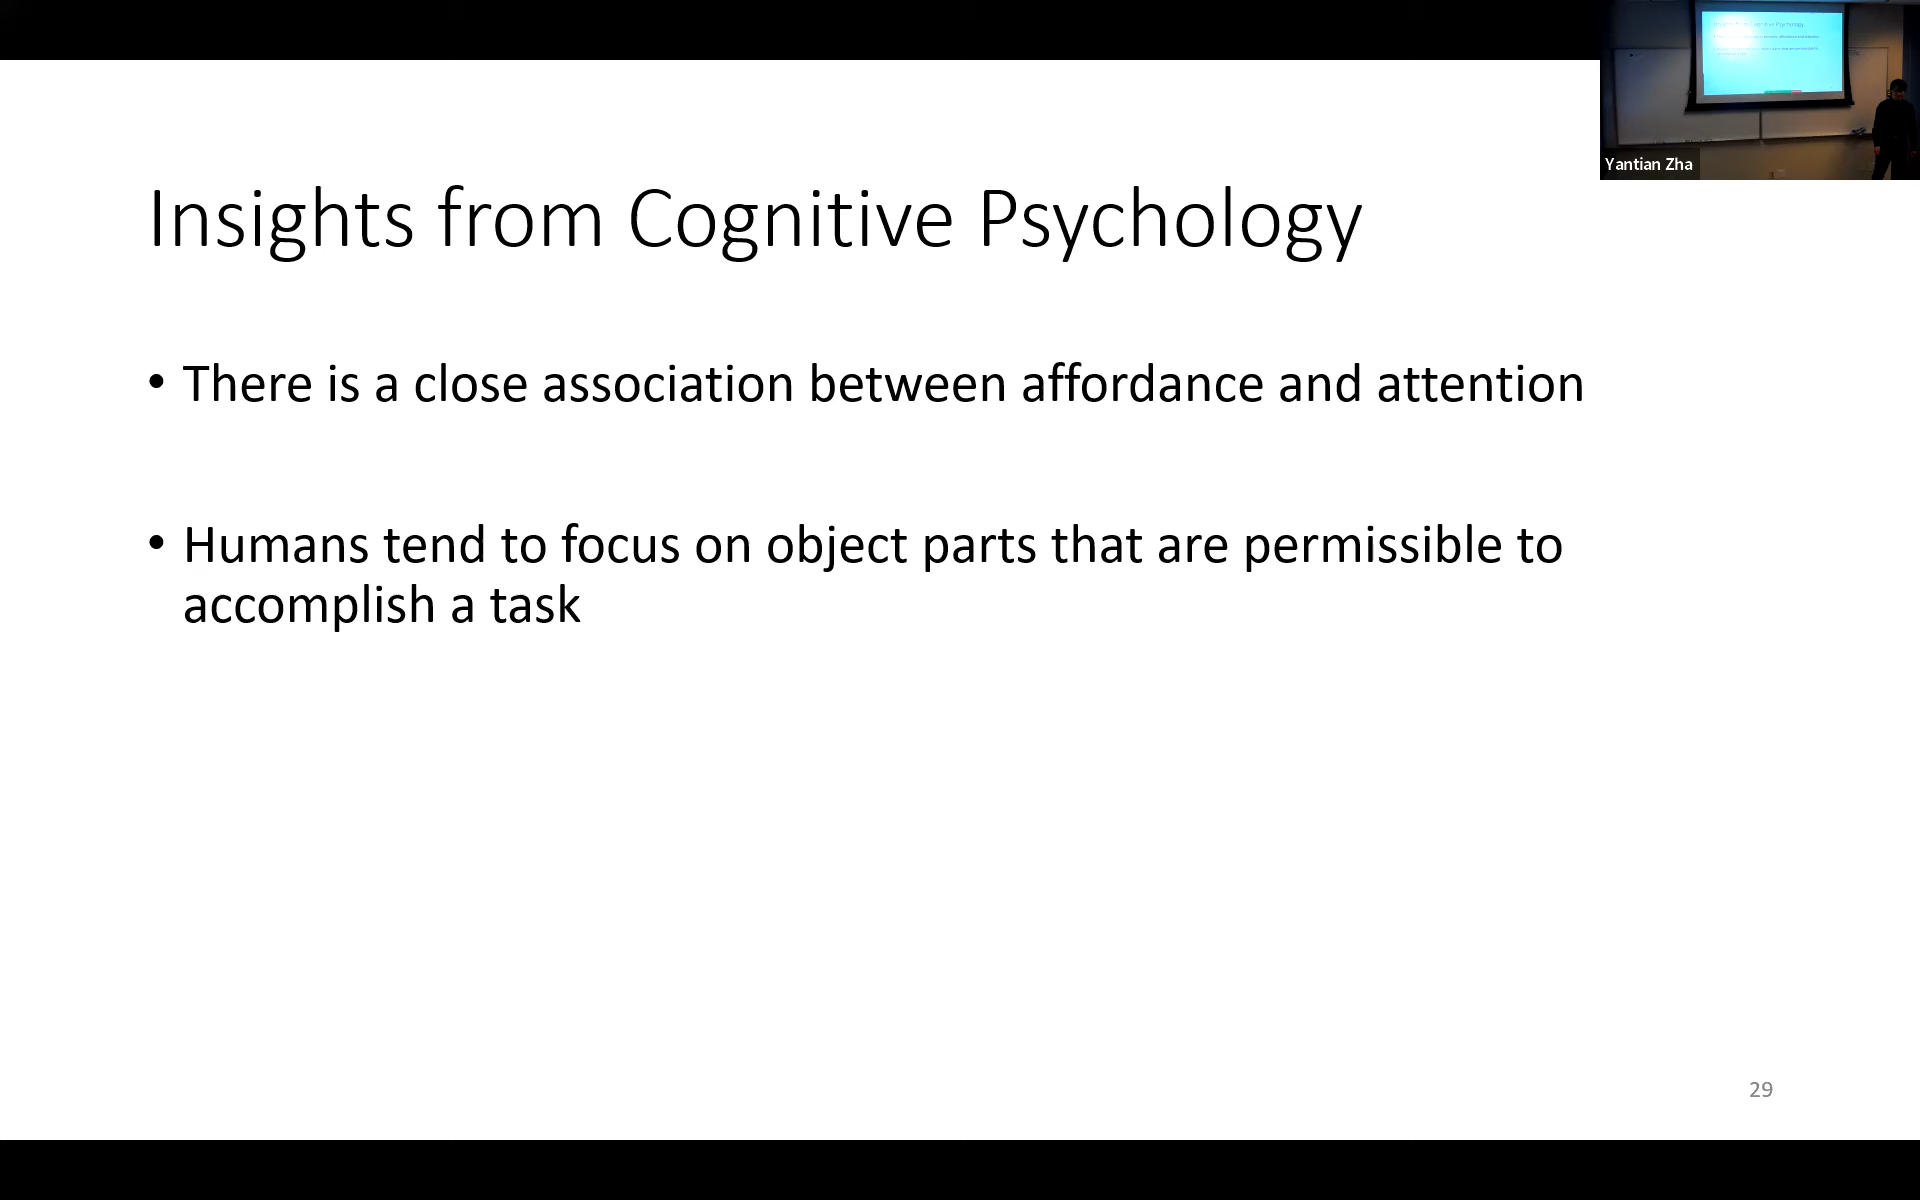 Insights from Cognitive Psychology
• There is a close association between affordance and attention
• Humans tend to focus on object parts that are permissible to
accomplish a task
29
Yantian Zha